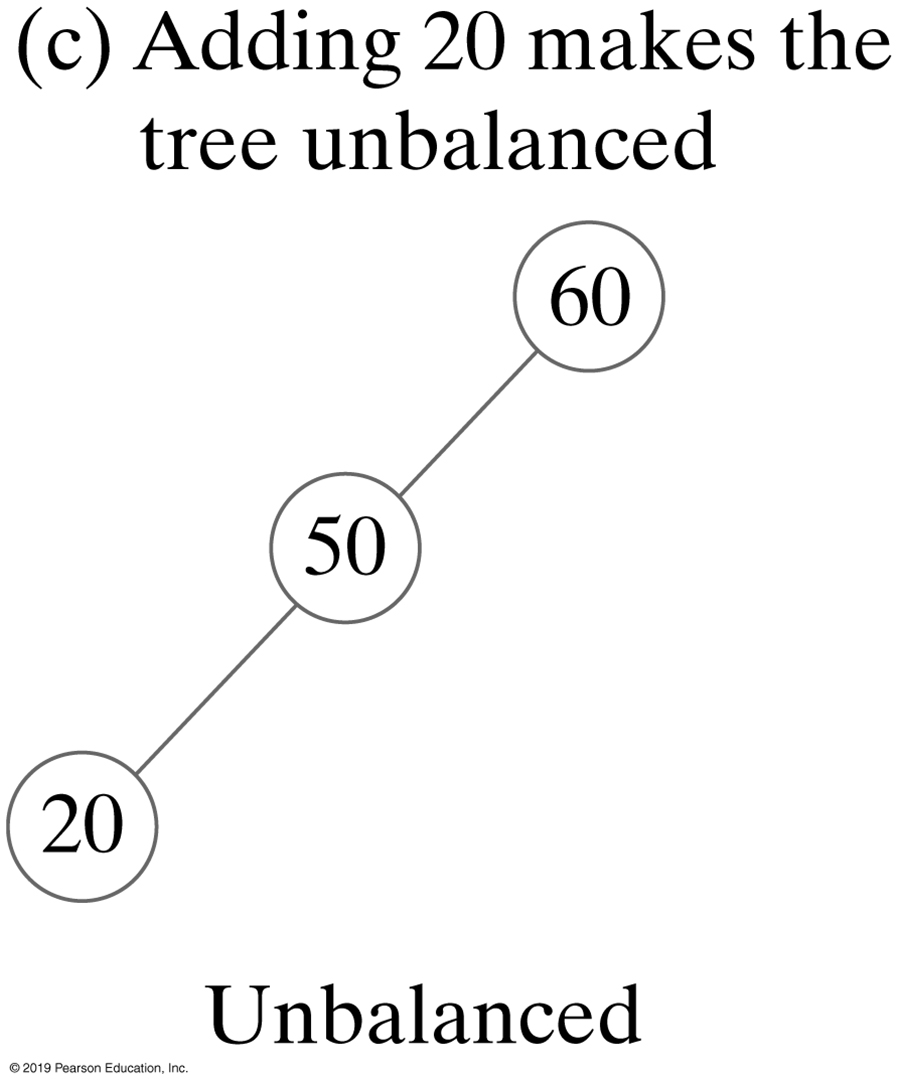 (c) Adding 20 makes the
tree unbalanced
60
50
20
Unbalanced
© 2019 Pearson Education, Inc.